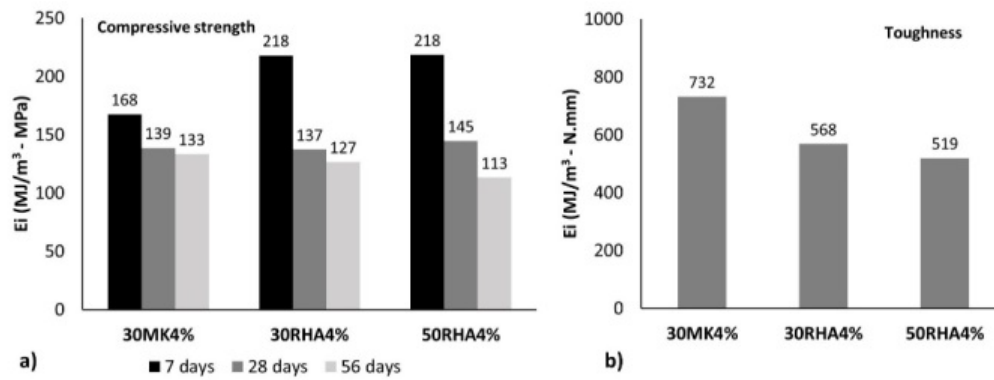 Compressive strength
Ei (MJ/m³ - MPa)
250
200
150
100
50
0
168
139
133
218
137
127
218
145
113
30MK4%
30RHA4%
50RHA4%
a)
7 days
28 days
56 days
Toughness
Ei (MJ/m³ - N.mm)
1000
800
600
400
200
0
732
568
519
30MK4%
30RHA4%
50RHA4%
b)